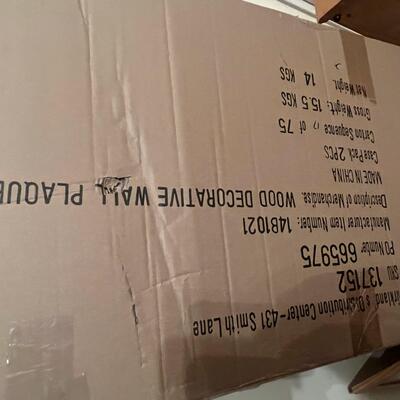 irkland s Distribution Center-431 Smith Lane
SKU 137152
PO Number 665975
Manufacturer Item Number: 14B1021
Description of Merchandise: WOOD DECORATIVE WALL PLAQUE
MADE IN CHINA
Case Pack 2PCS
Carton Sequence of 75
Gross Weight: 15.5 KGS
Net Weight 14 KGS